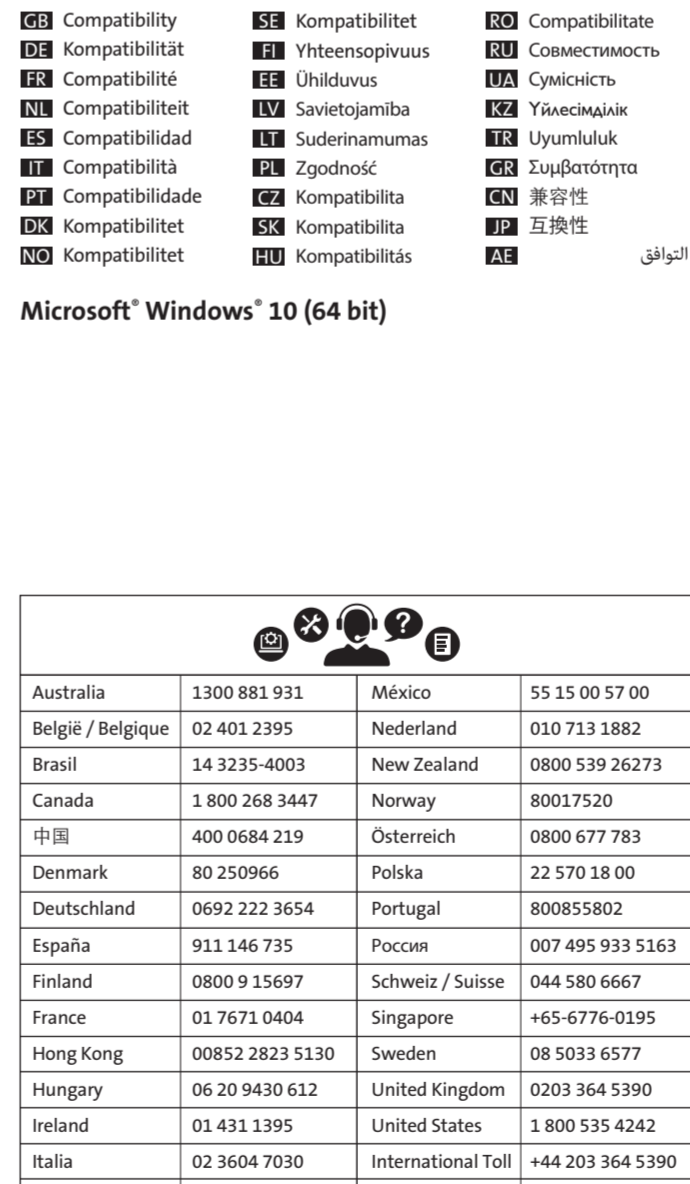 GB Compatibility
DE Kompatibilität
FR Compatibilité
NL Compatibiliteit
ES Compatibilidad
IT Compatibilità
PT Compatibilidade
DK Kompatibilitet
NO Kompatibilitet
SE Kompatibilitet
FI Yhteensopivuus
EE Ühilduvus
LV Savietojamība
LT Suderinamumas
PL Zgodność
CZ Kompatibilita
SK Kompatibilita
HU Kompatibilitás
RO Compatibilitate
RU Совместимость
UA Сумісність
KZ Үйлесімділік
TR Uyumluluk
GR Συμβατότητα
CN 兼容性
JP 互換性
AE التوافق
Microsoft® Windows® 10 (64 bit)
?
Australia 1300 881 931 México 55 15 00 57 00
België / Belgique 02 401 2395 Nederland 010 713 1882
Brasil 14 3235-4003 New Zealand 0800 539 26273
Canada 1 800 268 3447 Norway 80017520
中国 400 0684 219 Österreich 0800 677 783
Denmark 80 250966 Polska 22 570 18 00
Deutschland 0692 222 3654 Portugal 800855802
España 911 146 735 Россия 007 495 933 5163
Finland 0800 9 15697 Schweiz / Suisse 044 580 6667
France 01 7671 0404 Singapore +65-6776-0195
Hong Kong 00852 2823 5130 Sweden 08 5033 6577
Hungary 06 20 9430 612 United Kingdom 0203 364 5390
Ireland 01 431 1395 United States 1 800 535 4242
Italia 02 3604 7030 International Toll +44 203 364 5390